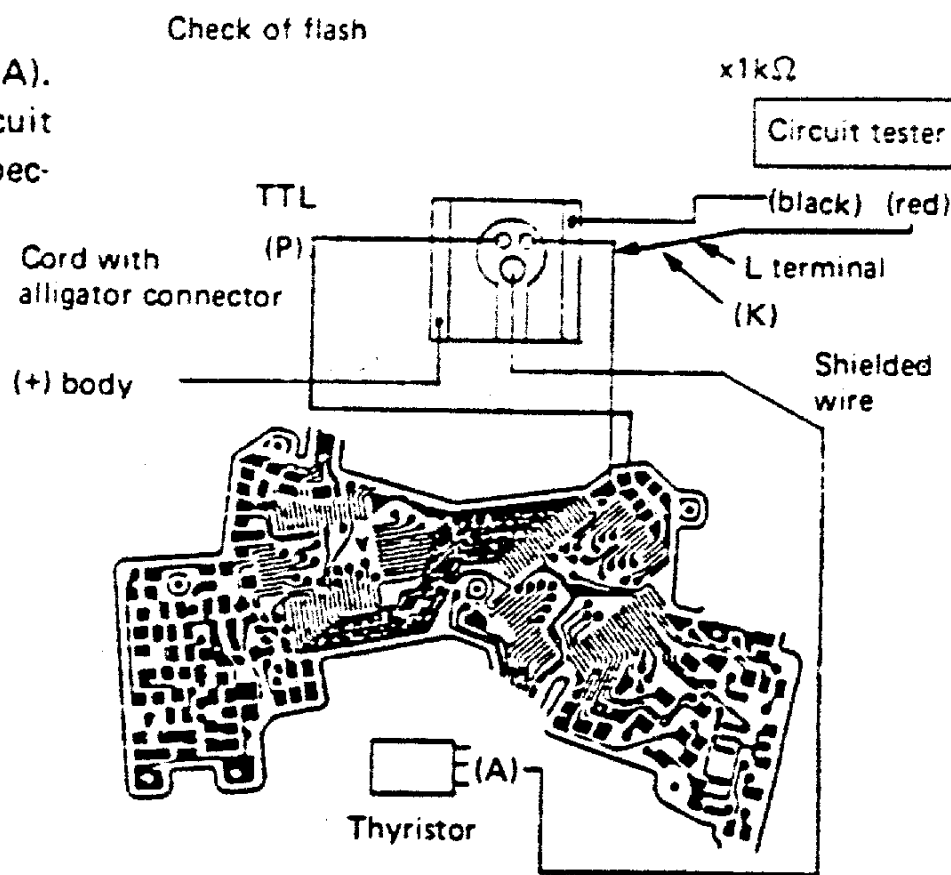 Check of flash
A).
cuit
pec-
x1kΩ
Circuit tester
TTL
(black) (red)
(P)
Cord with
alligator connector
L terminal
(K)
(+) body
Shielded
wire
(A)
Thyristor